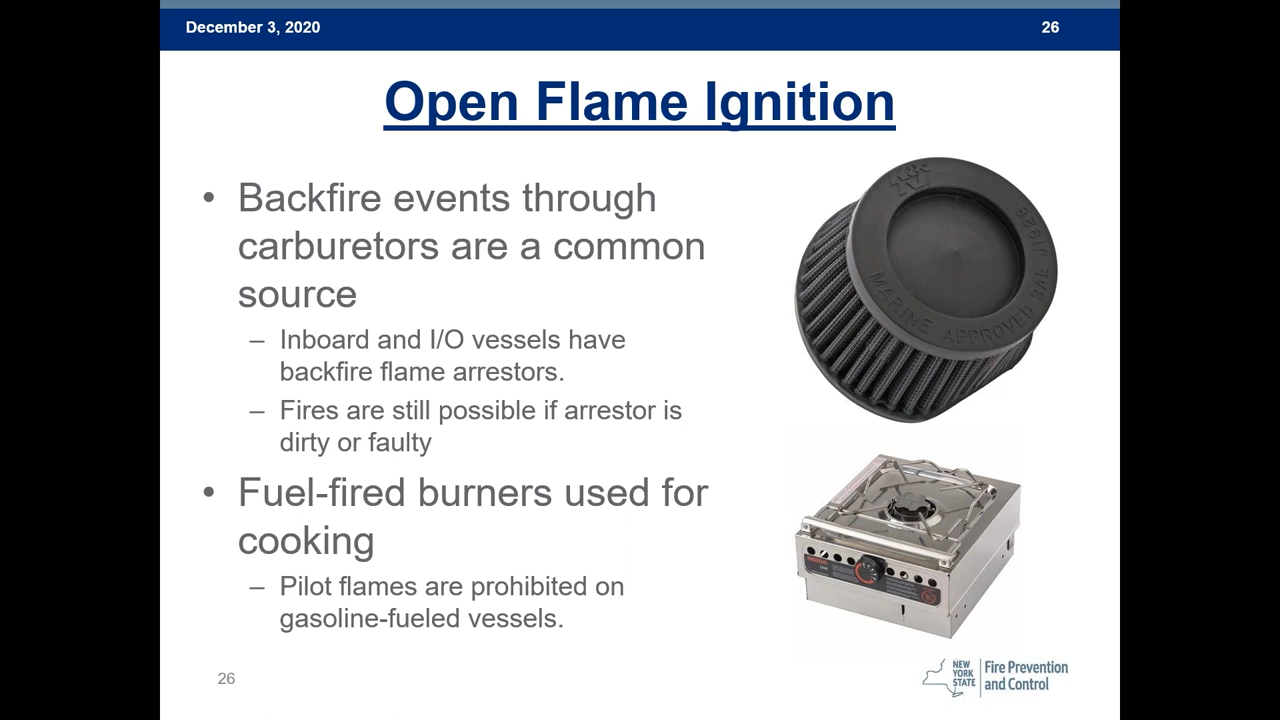 December 3, 2020
26
Open Flame Ignition
• Backfire events through
carburetors are a common
source
– Inboard and I/O vessels have
backfire flame arrestors.
– Fires are still possible if arrestor is
dirty or faulty
• Fuel-fired burners used for
cooking
– Pilot flames are prohibited on
gasoline-fueled vessels.
K&N
MARINE APPROVED SAE J1928
26
NEW
YORK
STATE
Fire Prevention
and Control